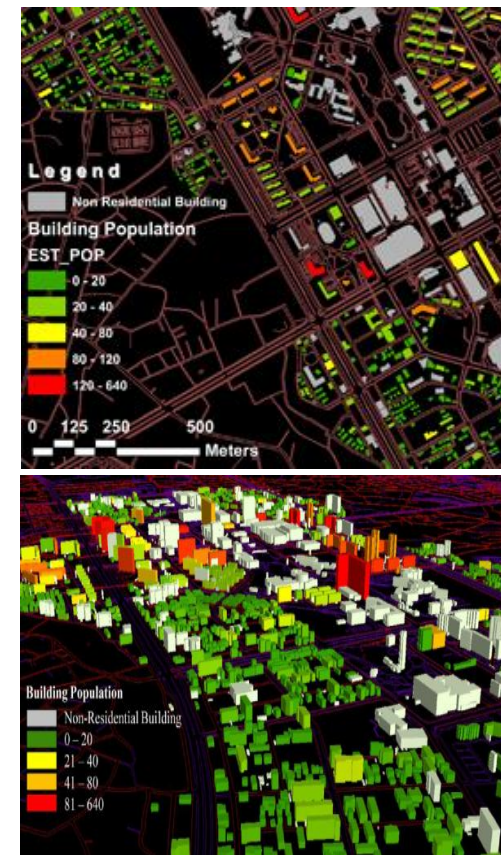 Legend
Non Residential Building
Building Population
EST_POP
0 - 20
20 - 40
40 - 80
80 - 120
120 - 640
0 125 250 500
Meters
Building Population
Non-Residential Building
0 – 20
21 – 40
41 – 80
81 – 640